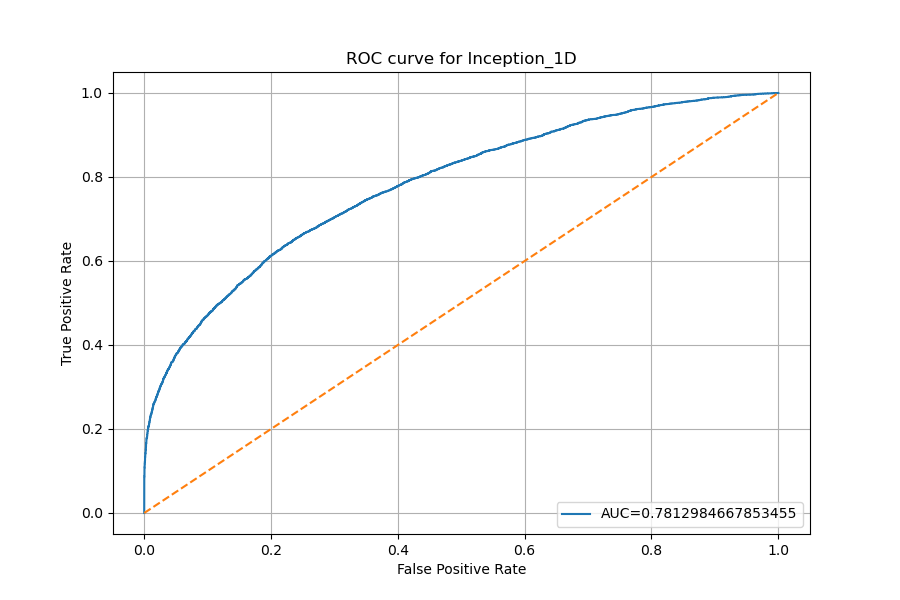 ROC curve for Inception_1D
True Positive Rate
1.0
0.8
0.6
0.4
0.2
0.0
AUC=0.7812984667853455
0.0 0.2 0.4 0.6 0.8 1.0
False Positive Rate